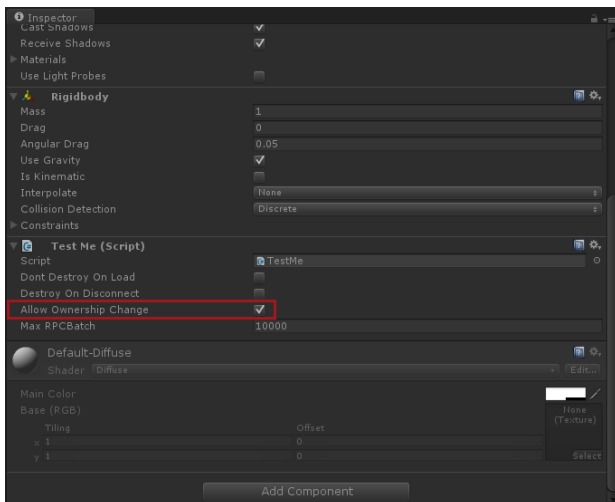 Inspector
Cast Shadows
Receive Shadows
Materials
Use Light Probes
Rigidbody
Mass 1
Drag 0
Angular Drag 0.05
Use Gravity
Is Kinematic
Interpolate None
Collision Detection Discrete
Constraints
Test Me (Script)
Script TestMe
Dont Destroy On Load
Destroy On Disconnect
Allow Ownership Change
Max RPCBatch 10000
Default-Diffuse
Shader Diffuse Edit...
Main Color
Base (RGB) None
(Texture)
Tiling Offset
x 1 0
y 1 0 Select
Add Component